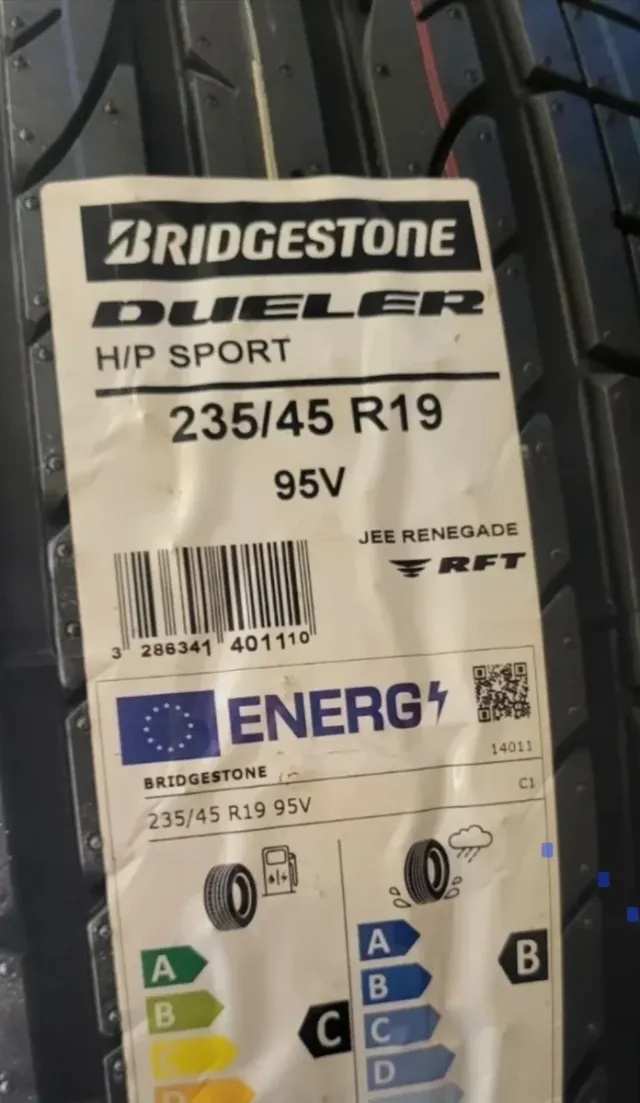 BRIDGESTONE
DUELER
H/P SPORT
235/45 R19
95V
JEE RENEGADE
RFT
3 286341 401110
ENERG
BRIDGESTONE
14011
235/45 R19 95V
C1
A
B
C
D
C
A
B
C
D
B